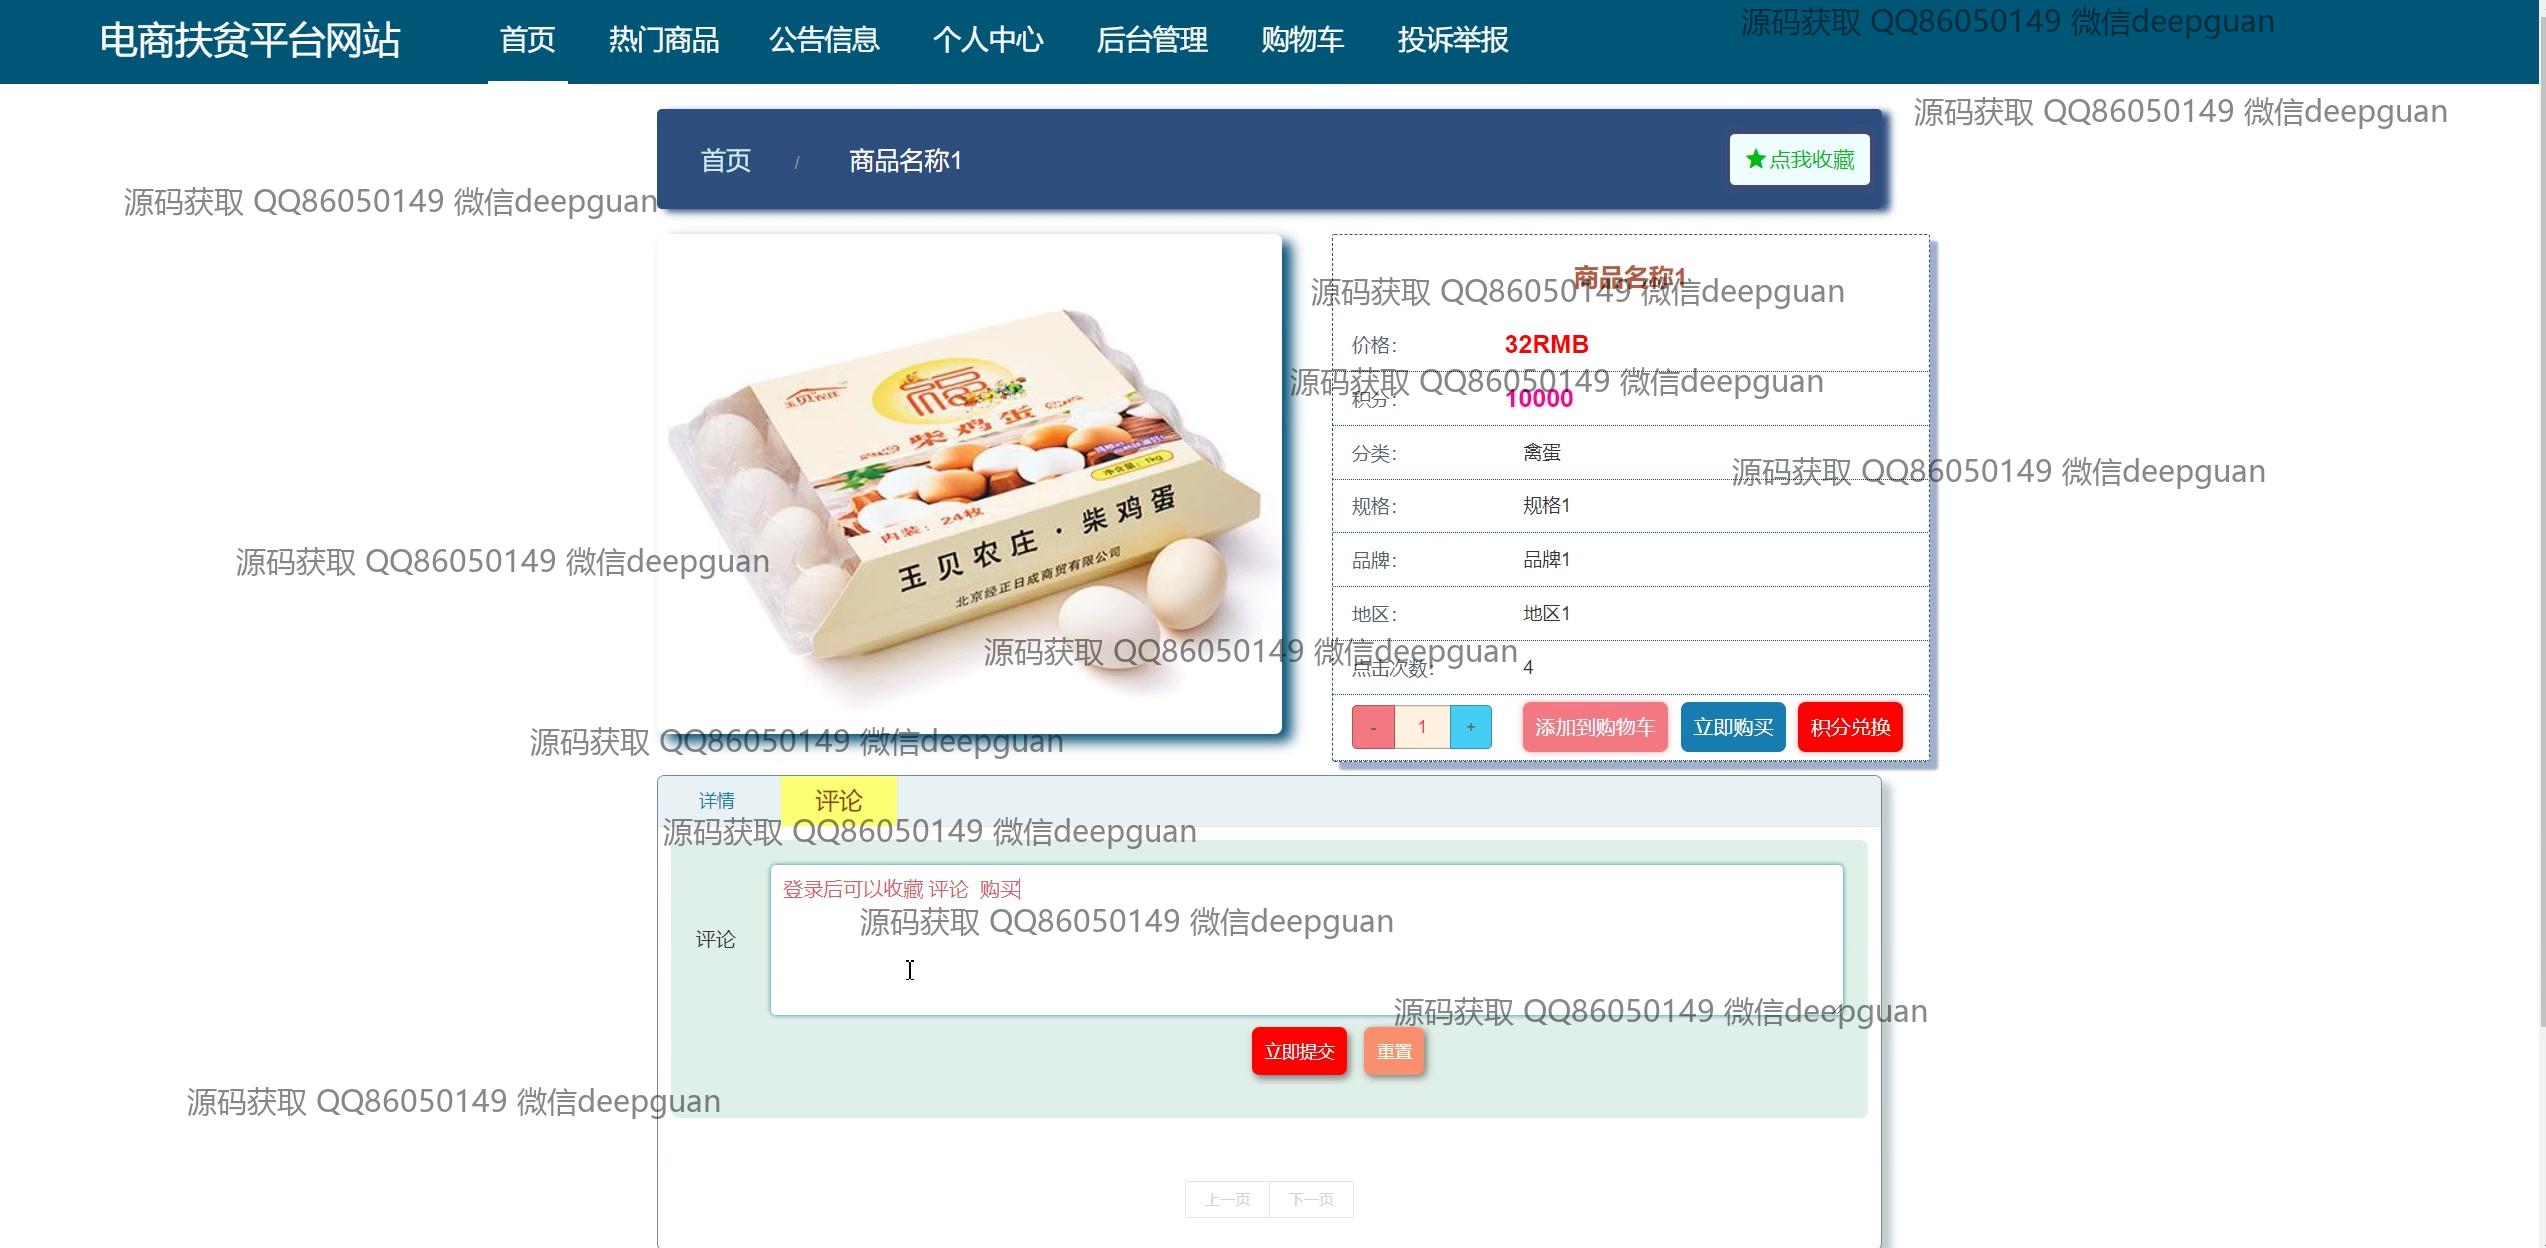 电商扶贫平台网站 首页 热门商品 公告信息 个人中心 后台管理 购物车 投诉举报
源码获取 QQ86050149 微信deepguan
源码获取 QQ86050149 微信deepguan
首页 / 商品名称1 点我收藏
源码获取 QQ86050149 微信deepguan
商品名称1
源码获取 QQ86050149 微信deepguan
价格: 32RMB
源码获取 QQ86050149 微信deepguan
积分: 10000
分类: 禽蛋
源码获取 QQ86050149 微信deepguan
规格: 规格1
品牌: 品牌1
源码获取 QQ86050149 微信deepguan
地区: 地区1
源码获取 QQ86050149 微信deepguan
点击次数: 4
玉贝农庄
福
柴鸡蛋
净含量: 1kg
内装: 24枚
玉贝农庄·柴鸡蛋
北京经正日成商贸有限公司
- 1 + 添加到购物车 立即购买 积分兑换
源码获取 QQ86050149 微信deepguan
详情 评论
源码获取 QQ86050149 微信deepguan
登录后可以收藏 评论 购买
源码获取 QQ86050149 微信deepguan
评论
源码获取 QQ86050149 微信deepguan
立即提交 重置
源码获取 QQ86050149 微信deepguan
上一页 下一页